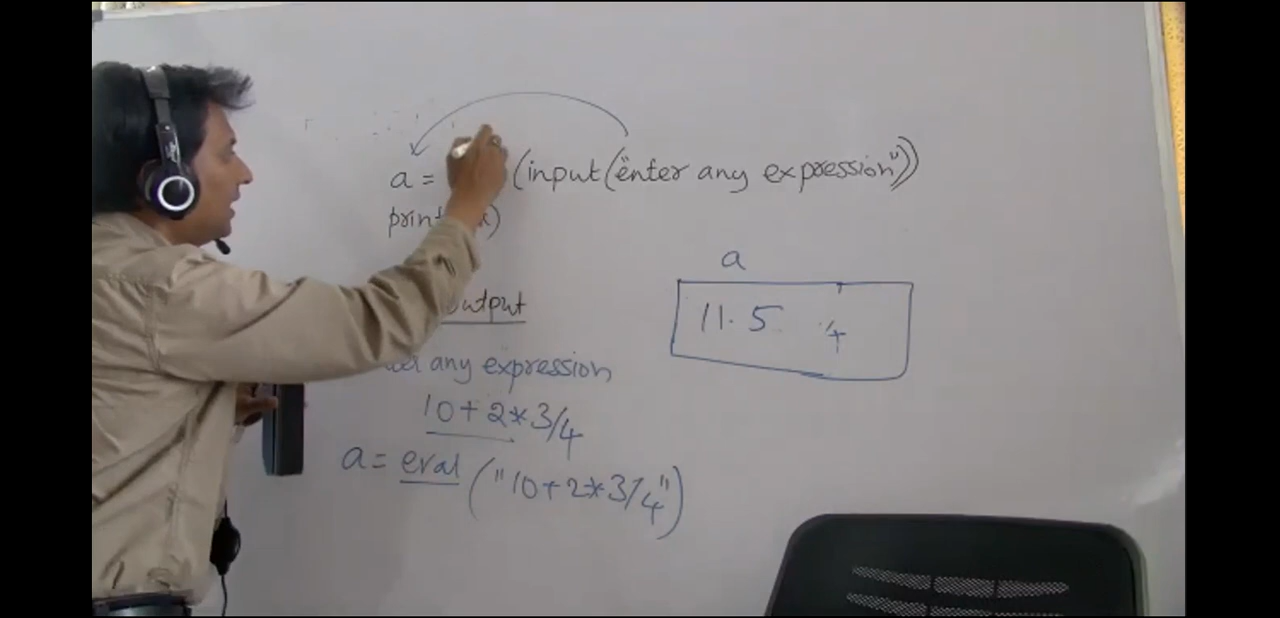 a = (input("enter any expression"))
print
a
11.5
output
any expression
10+2*3/4
a = eval ("10+2*3/4")